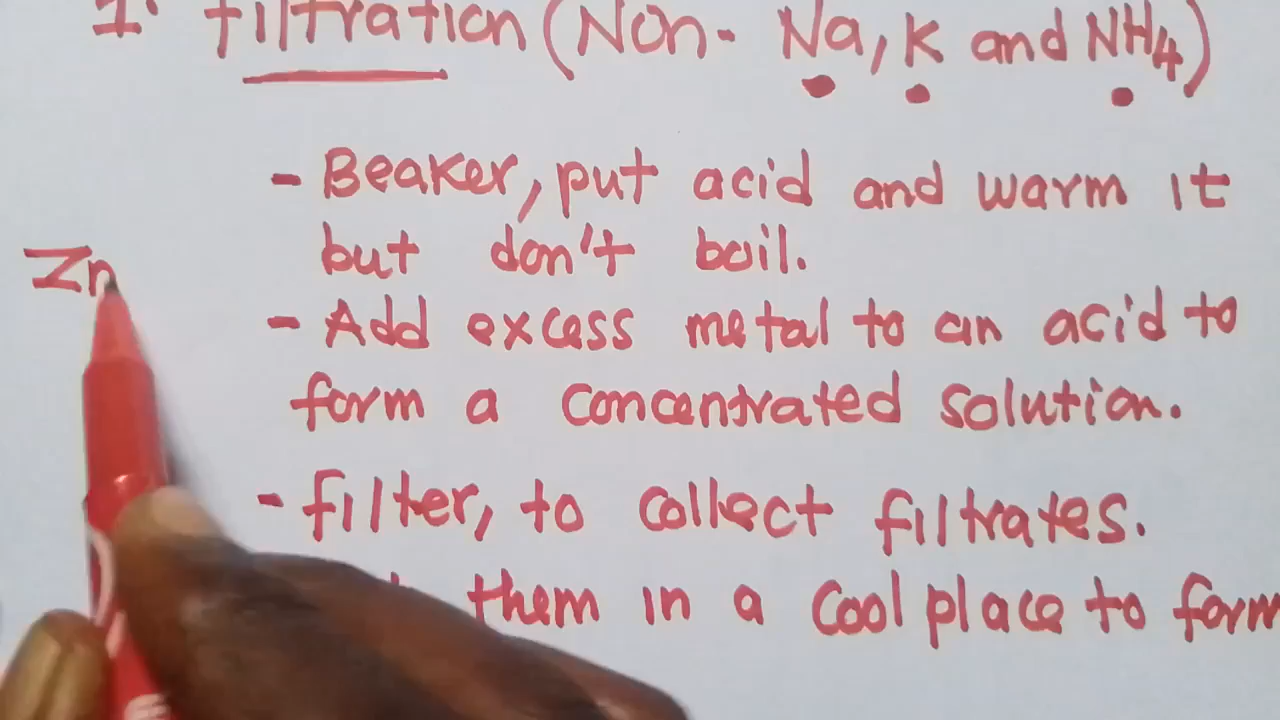 1. filtration (Non- Na, K and NH4)
- Beaker, put acid and warm it
but don't boil.
Zn
- Add excess metal to an acid to
form a concentrated solution.
- filter, to collect filtrates.
them in a cool place to form